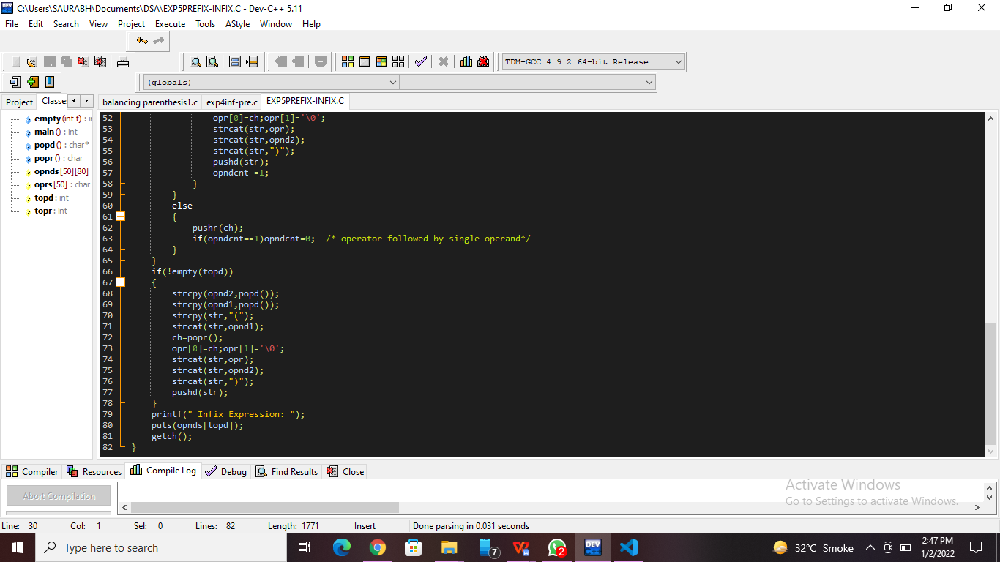 C:\Users\SAURABH\Documents\DSA\EXP5PREFIX-INFIX.C - Dev-C++ 5.11
File Edit Search View Project Execute Tools AStyle Window Help
TDM-GCC 4.9.2 64-bit Release
(globals)
Project Classe balancing parenthesis1.c exp4inf-pre.c EXP5PREFIX-INFIX.C
empty (int t) : i
main () : int
popd () : char*
popr () : char
opnds [50][80]
oprs [50] : char
topd : int
topr : int
52 opr[0]=ch;opr[1]='\0';
53 strcat(str,opr);
54 strcat(str,opnd2);
55 strcat(str,")");
56 pushd(str);
57 opndcnt-=1;
58 }
59 }
60 else
61 {
62 pushr(ch);
63 if(opndcnt==1)opndcnt=0; /* operator followed by single operand*/
64 }
65 }
66 if(!empty(topd))
67 {
68 strcpy(opnd2,popd());
69 strcpy(opnd1,popd());
70 strcpy(str,"(");
71 strcat(str,opnd1);
72 ch=popr();
73 opr[0]=ch;opr[1]='\0';
74 strcat(str,opr);
75 strcat(str,opnd2);
76 strcat(str,")");
77 pushd(str);
78 }
79 printf(" Infix Expression: ");
80 puts(opnds[topd]);
81 getch();
82 }
Compiler Resources Compile Log Debug Find Results Close
Abort Compilation
Activate Windows
Go to Settings to activate Windows.
Line: 30 Col: 1 Sel: 0 Lines: 82 Length: 1771 Insert Done parsing in 0.031 seconds
Type here to search
7
2
DEV
32°C Smoke
2:47 PM
1/2/2022